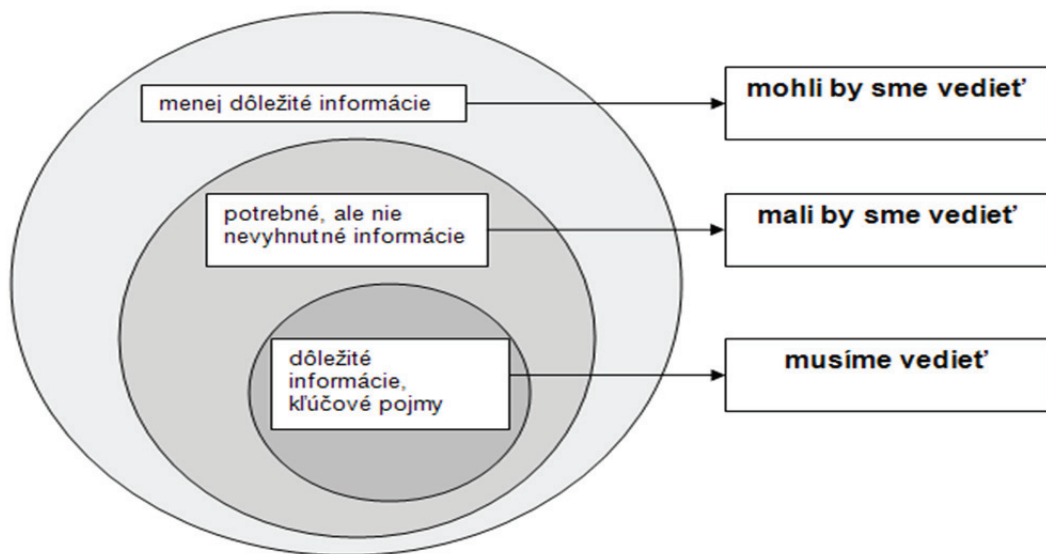 menej dôležité informácie
mohli by sme vedieť
potrebné, ale nie
nevyhnutné informácie
mali by sme vedieť
dôležité
informácie,
kľúčové pojmy
musíme vedieť